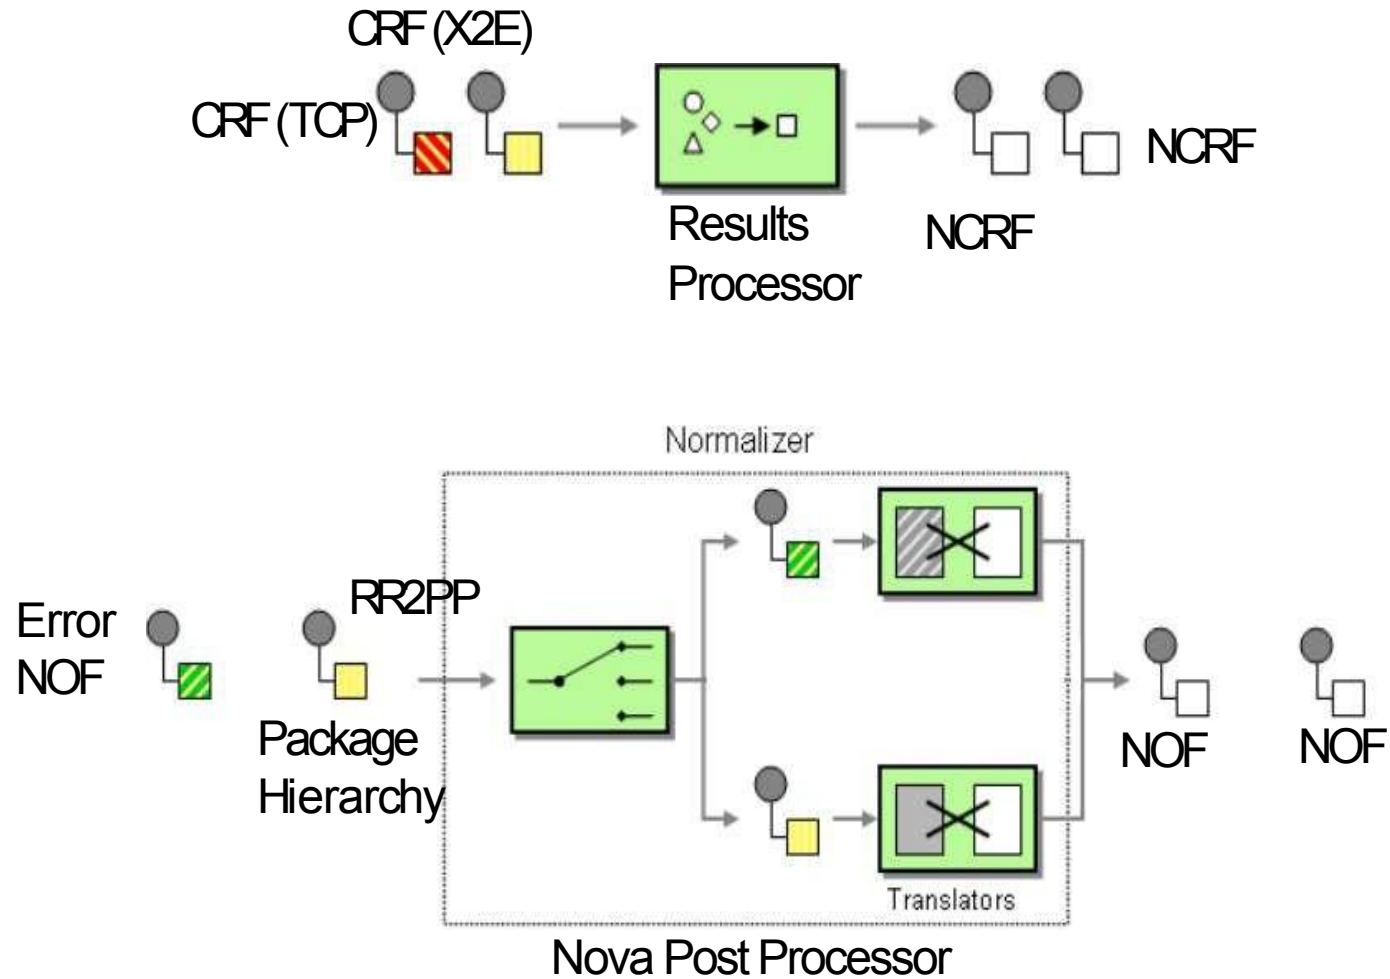 CRF (X2E)
CRF (TCP)
NCRF
Results
Processor
NCRF
Normalizer
RR2PP
Error
NOF
Package
Hierarchy
NOF
NOF
Translators
Nova Post Processor